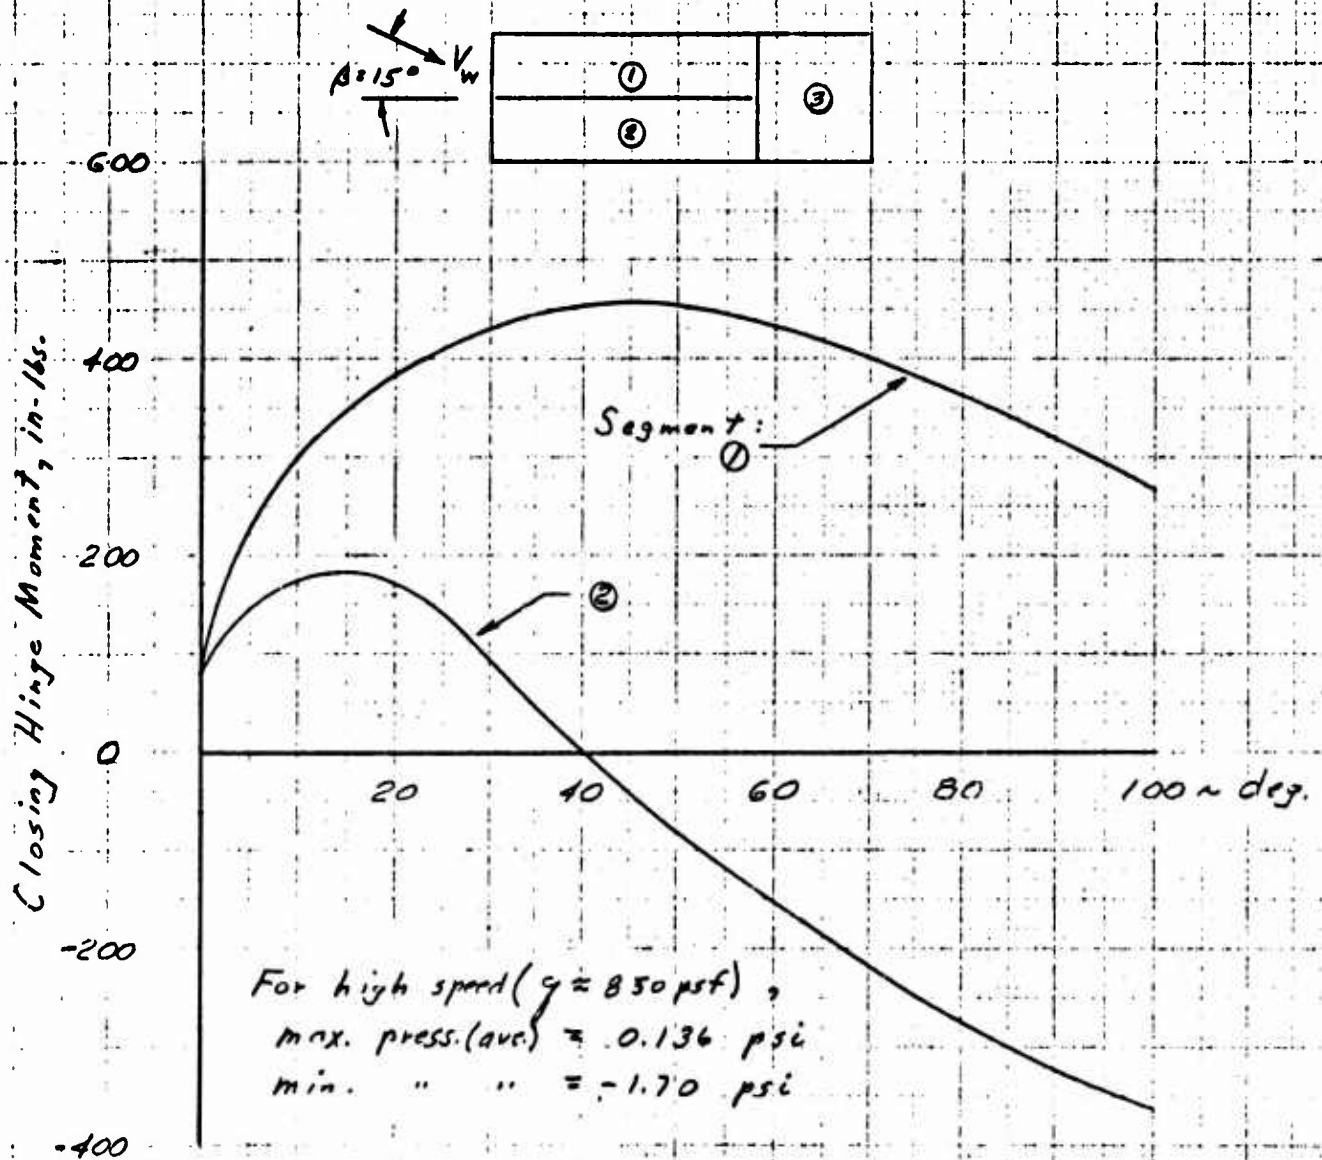 β=15° V_w
①
②
③
Closing Hinge Moment, in-lbs.
600
400
200
0
-200
-400
20 40 60 80 100 ~ deg.
Segment:
①
②
For high speed (q ≈ 850 psf),
max. press. (ave.) = 0.136 psi
min. " " = -1.70 psi